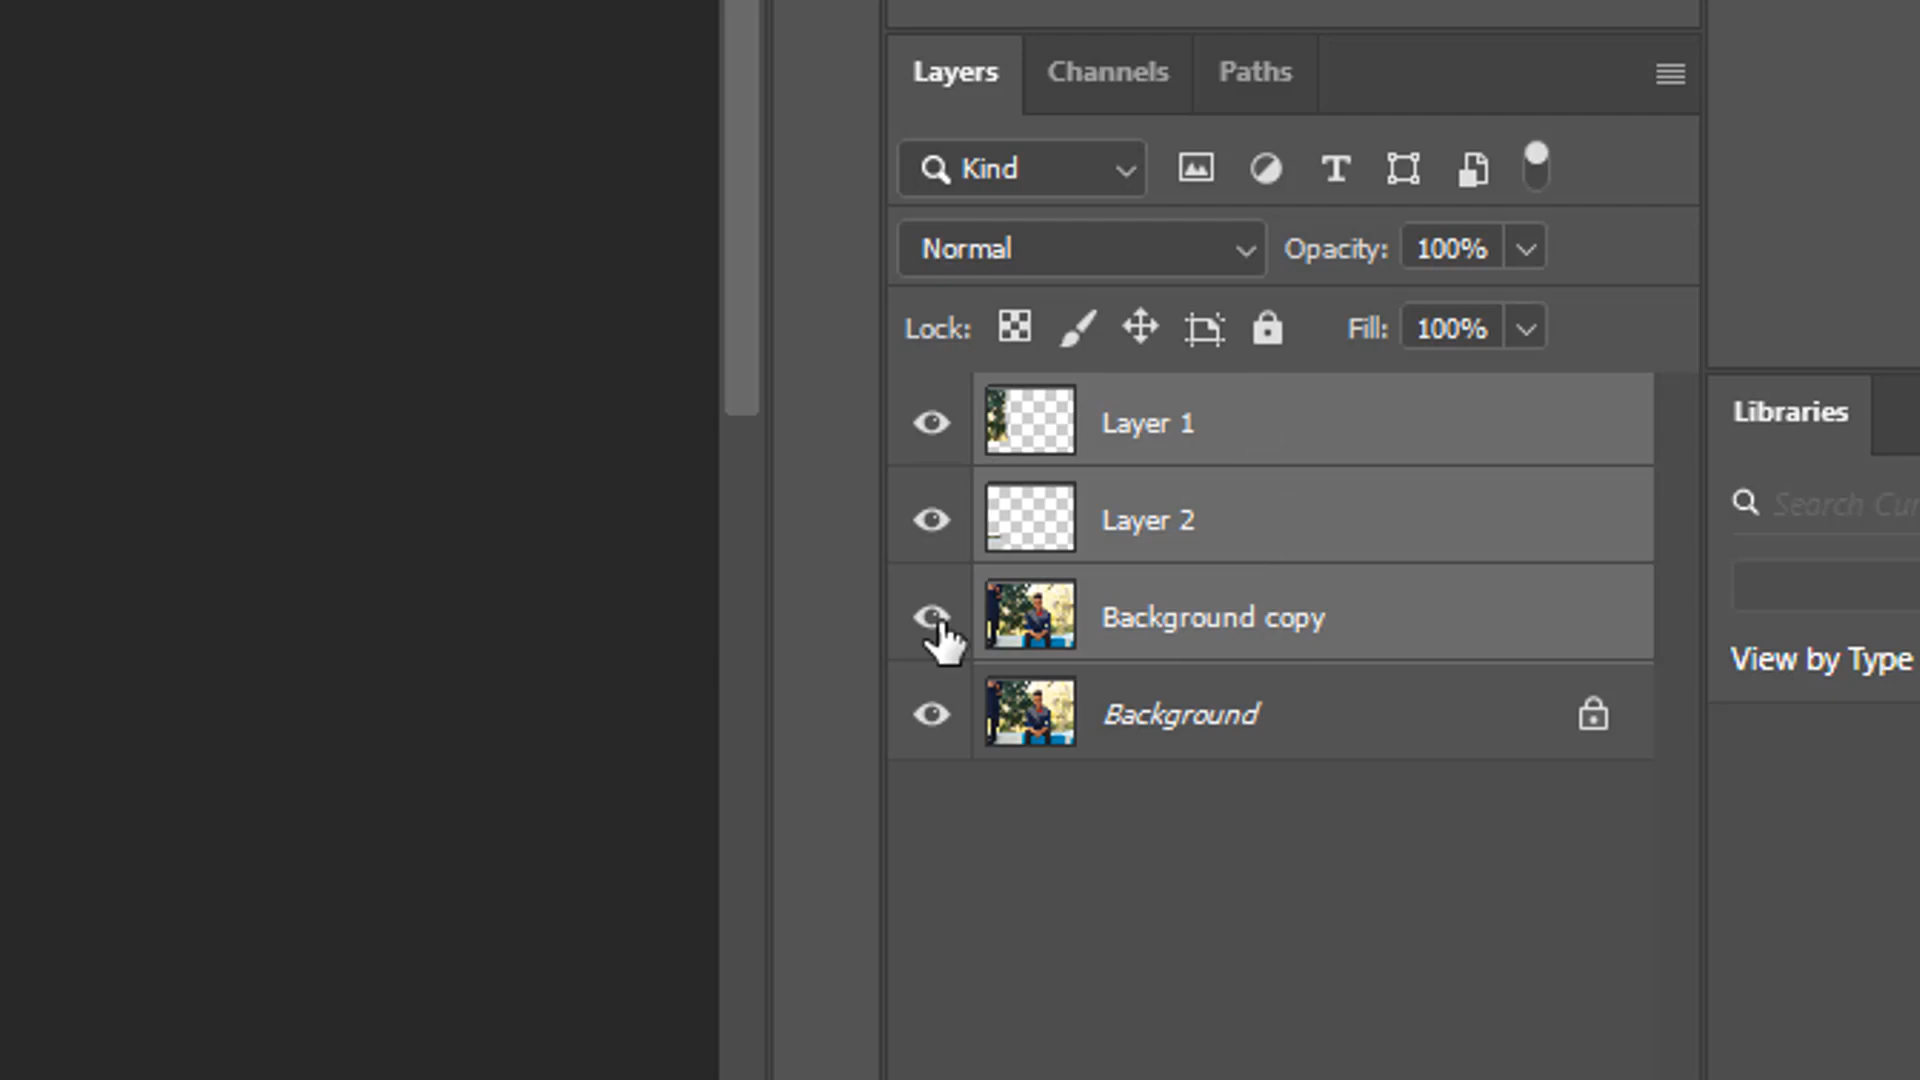 Layers Channels Paths
Kind
Normal Opacity: 100%
Lock: Fill: 100%
Layer 1
Layer 2
Background copy
Background
Libraries
Search Cur
View by Type